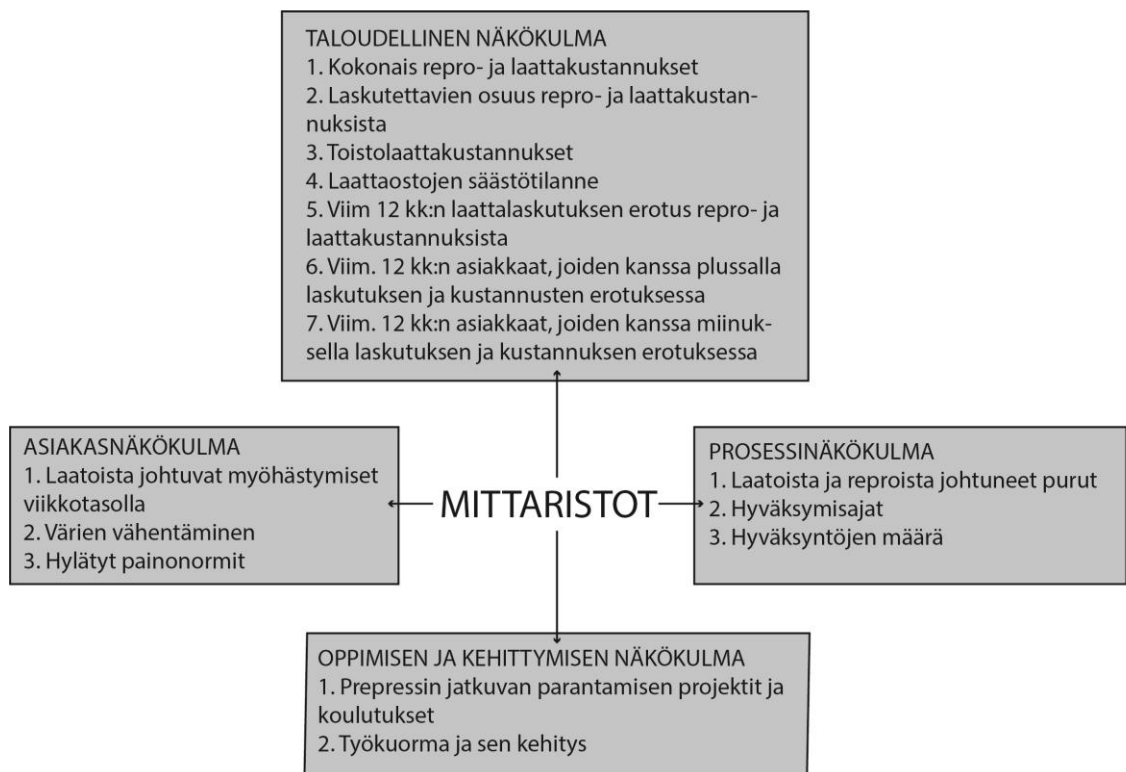 TALOUDELLINEN NÄKÖKULMA
1. Kokonais repro- ja laattakustannukset
2. Laskutettavien osuus repro- ja laattakustan-
nuksista
3. Toistolaattakustannukset
4. Laattaostojen säästötilanne
5. Viim 12 kk:n laattalaskutuksen erotus repro- ja
laattakustannuksista
6. Viim. 12 kk:n asiakkaat, joiden kanssa plussalla
laskutuksen ja kustannusten erotuksessa
7. Viim. 12 kk:n asiakkaat, joiden kanssa miinuk-
sella laskutuksen ja kustannuksen erotuksessa
ASIAKASNÄKÖKULMA
1. Laatoista johtuvat myöhästymiset
viikkotasolla
2. Värien vähentäminen
3. Hylätyt painonormit
MITTARISTOT
PROSESSINÄKÖKULMA
1. Laatoista ja reproista johtuneet purut
2. Hyväksymisajat
3. Hyväksyntöjen määrä
OPPIMISEN JA KEHITTYMISEN NÄKÖKULMA
1. Prepressin jatkuvan parantamisen projektit ja
koulutukset
2. Työkuorma ja sen kehitys